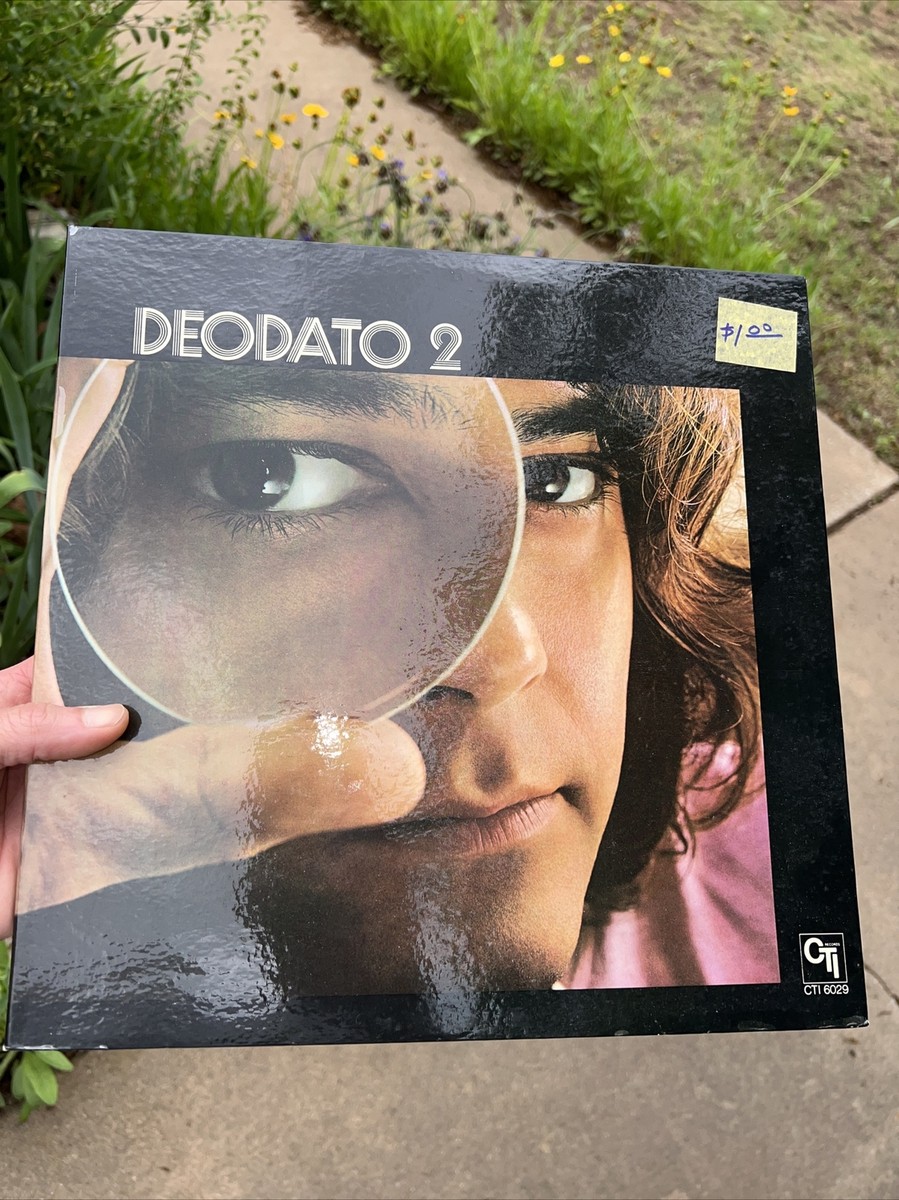 DEODATO 2
$1.00
CTI RECORDS
CTI 6029